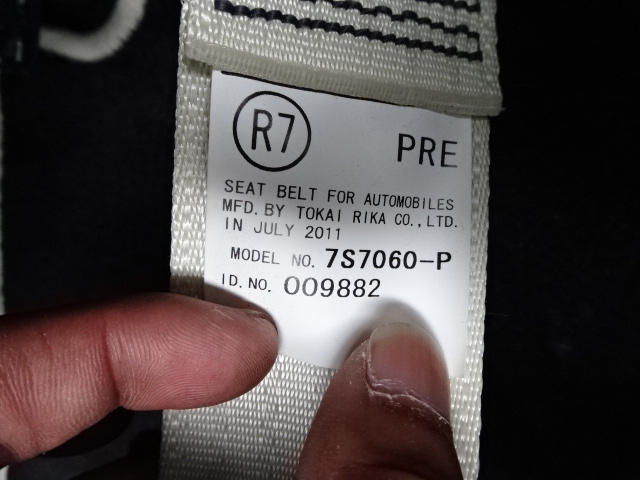 R7
PRE
SEAT BELT FOR AUTOMOBILES
MFD. BY TOKAI RIKA CO., LTD.
IN JULY 2011
MODEL NO. 7S7060-P
ID. NO. 009882